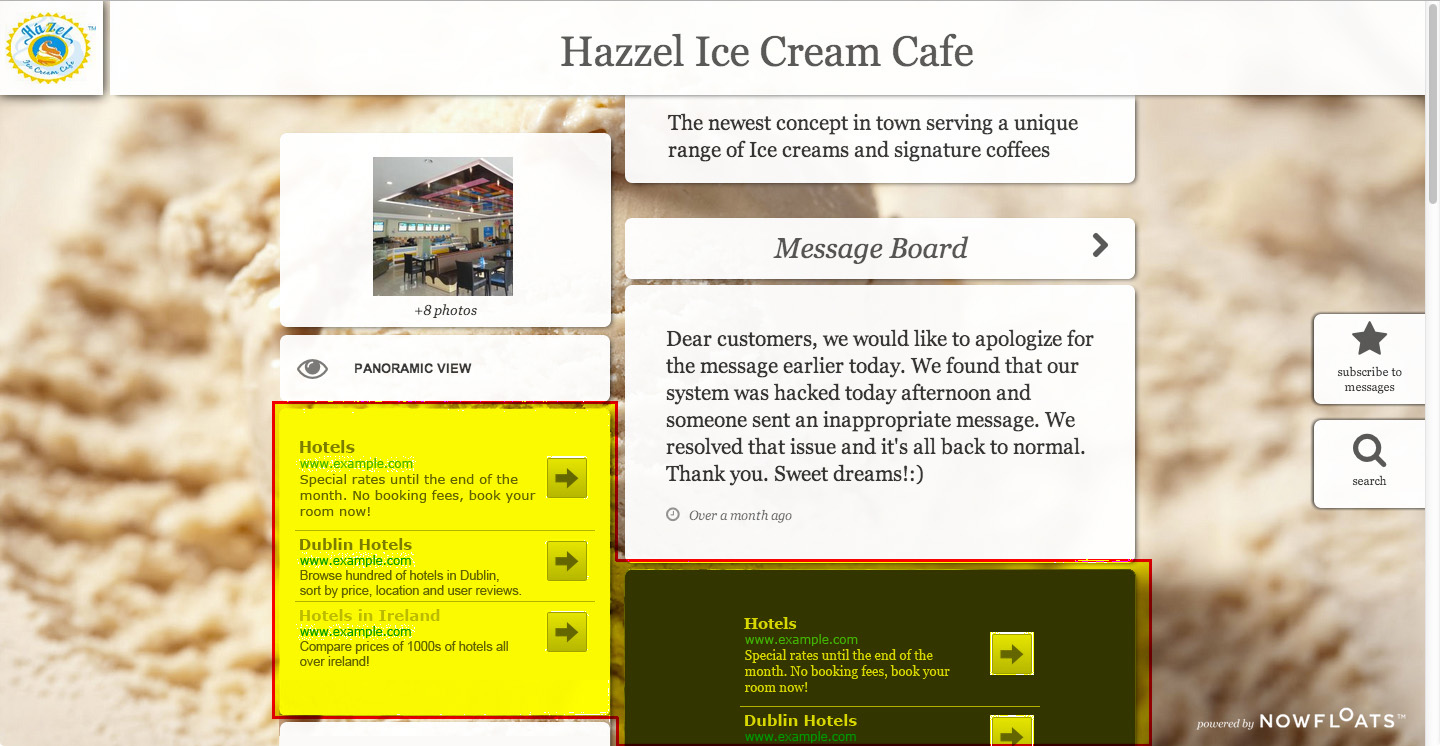 Házel
TM
Ice Cream Cafe
Hazzel Ice Cream Cafe
The newest concept in town serving a unique
range of Ice creams and signature coffees
+8 photos
PANORAMIC VIEW
Hotels
www.example.com
Special rates until the end of the
month. No booking fees, book your
room now!
Dublin Hotels
www.example.com
Browse hundred of hotels in Dublin,
sort by price, location and user reviews.
Hotels in Ireland
www.example.com
Compare prices of 1000s of hotels all
over ireland!
Message Board
Dear customers, we would like to apologize for
the message earlier today. We found that our
system was hacked today afternoon and
someone sent an inappropriate message. We
resolved that issue and it's all back to normal.
Thank you. Sweet dreams!:)
Over a month ago
Hotels
www.example.com
Special rates until the end of the
month. No booking fees, book your
room now!
Dublin Hotels
www.example.com
subscribe to
messages
search
powered by NOWFLOATS™